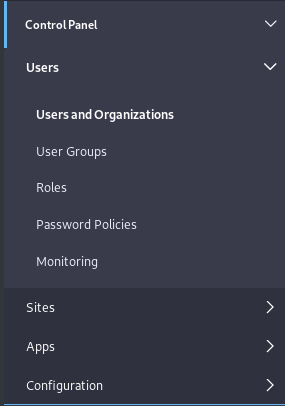 Control Panel
Users
Users and Organizations
User Groups
Roles
Password Policies
Monitoring
Sites
Apps
Configuration